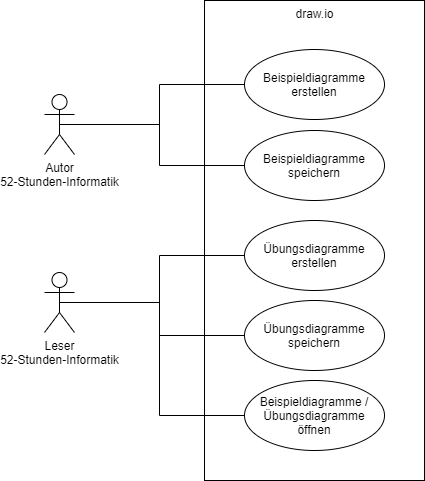 draw.io
Beispieldiagramme
erstellen
Autor
52-Stunden-Informatik
Beispieldiagramme
speichern
Übungsdiagramme
erstellen
Leser
52-Stunden-Informatik
Übungsdiagramme
speichern
Beispieldiagramme /
Übungsdiagramme
öffnen